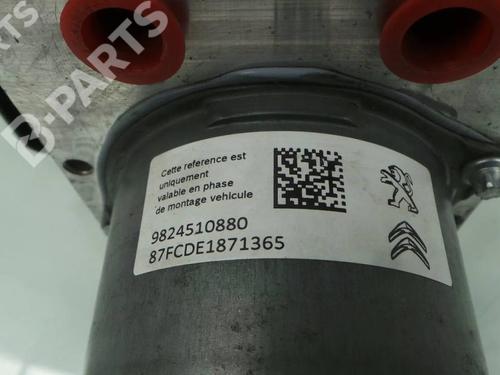 B-PARTS
Cette reference est
uniquement
valable en phase
de montage vehicule
9824510880
87FCDE1871365